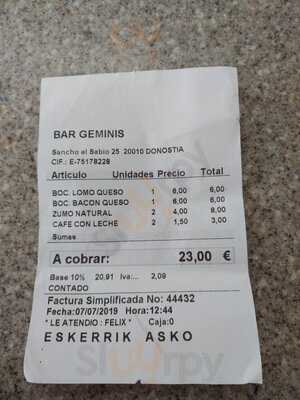 BAR GEMINIS
Sancho el Sabio 25 20010 DONOSTIA
CIF.: E-75178228
Articulo Unidades Precio Total
BOC. LOMO QUESO 1 6,00 6,00
BOC. BACON QUESO 1 6,00 6,00
ZUMO NATURAL 2 4,00 8,00
CAFE CON LECHE 2 1,50 3,00
Sumas
A cobrar: 23,00 €
Base 10% 20,91 Iva... 2,09
CONTADO
Factura Simplificada No: 44432
Fecha:07/07/2019 Hora:12:44
* LE ATENDIO : FELIX * Caja:0
ESKERRIK ASKO
sluurpy